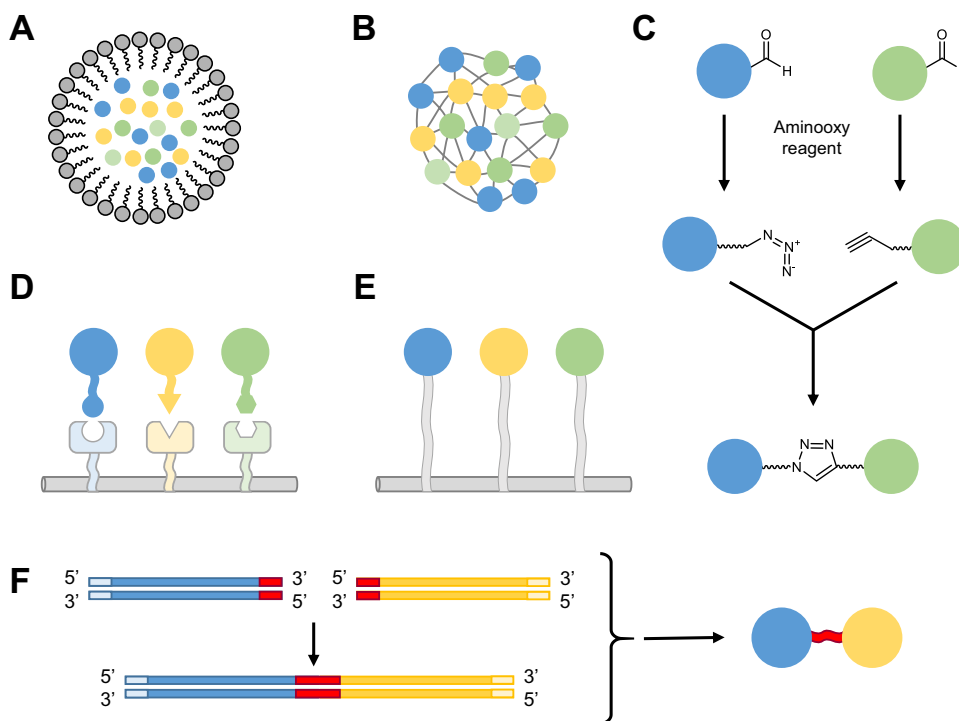 A
B
C
O
H
O
Aminooxy
reagent
N
N+
N-
D
E
N
N
N
F
5’
3’
3’
5’
5’
3’
3’
5’
5’
3’
3’
5’